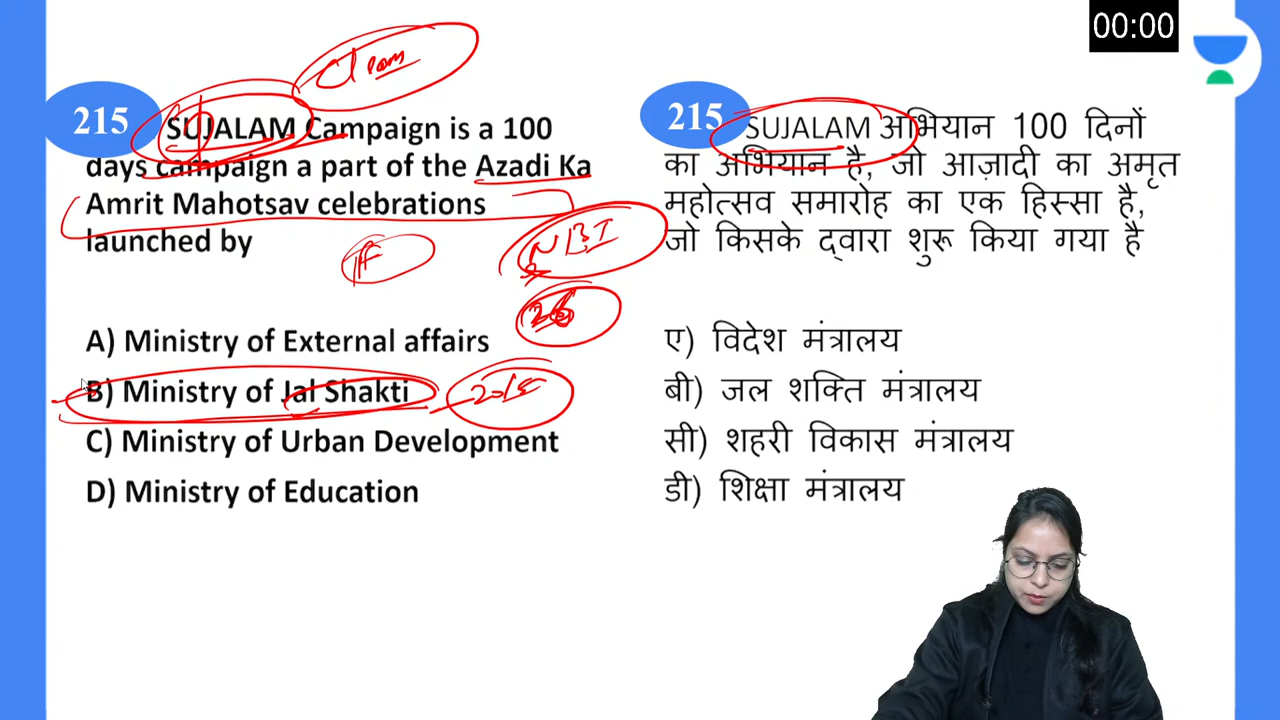 00:00
215
SUJALAM Campaign is a 100
days campaign a part of the Azadi Ka
Amrit Mahotsav celebrations
launched by
A) Ministry of External affairs
B) Ministry of Jal Shakti
C) Ministry of Urban Development
D) Ministry of Education
215
SUJALAM अभियान 100 दिनों
का अभियान है, जो आज़ादी का अमृत
महोत्सव समारोह का एक हिस्सा है,
जो किसके द्वारा शुरू किया गया है
ए) विदेश मंत्रालय
बी) जल शक्ति मंत्रालय
सी) शहरी विकास मंत्रालय
डी) शिक्षा मंत्रालय